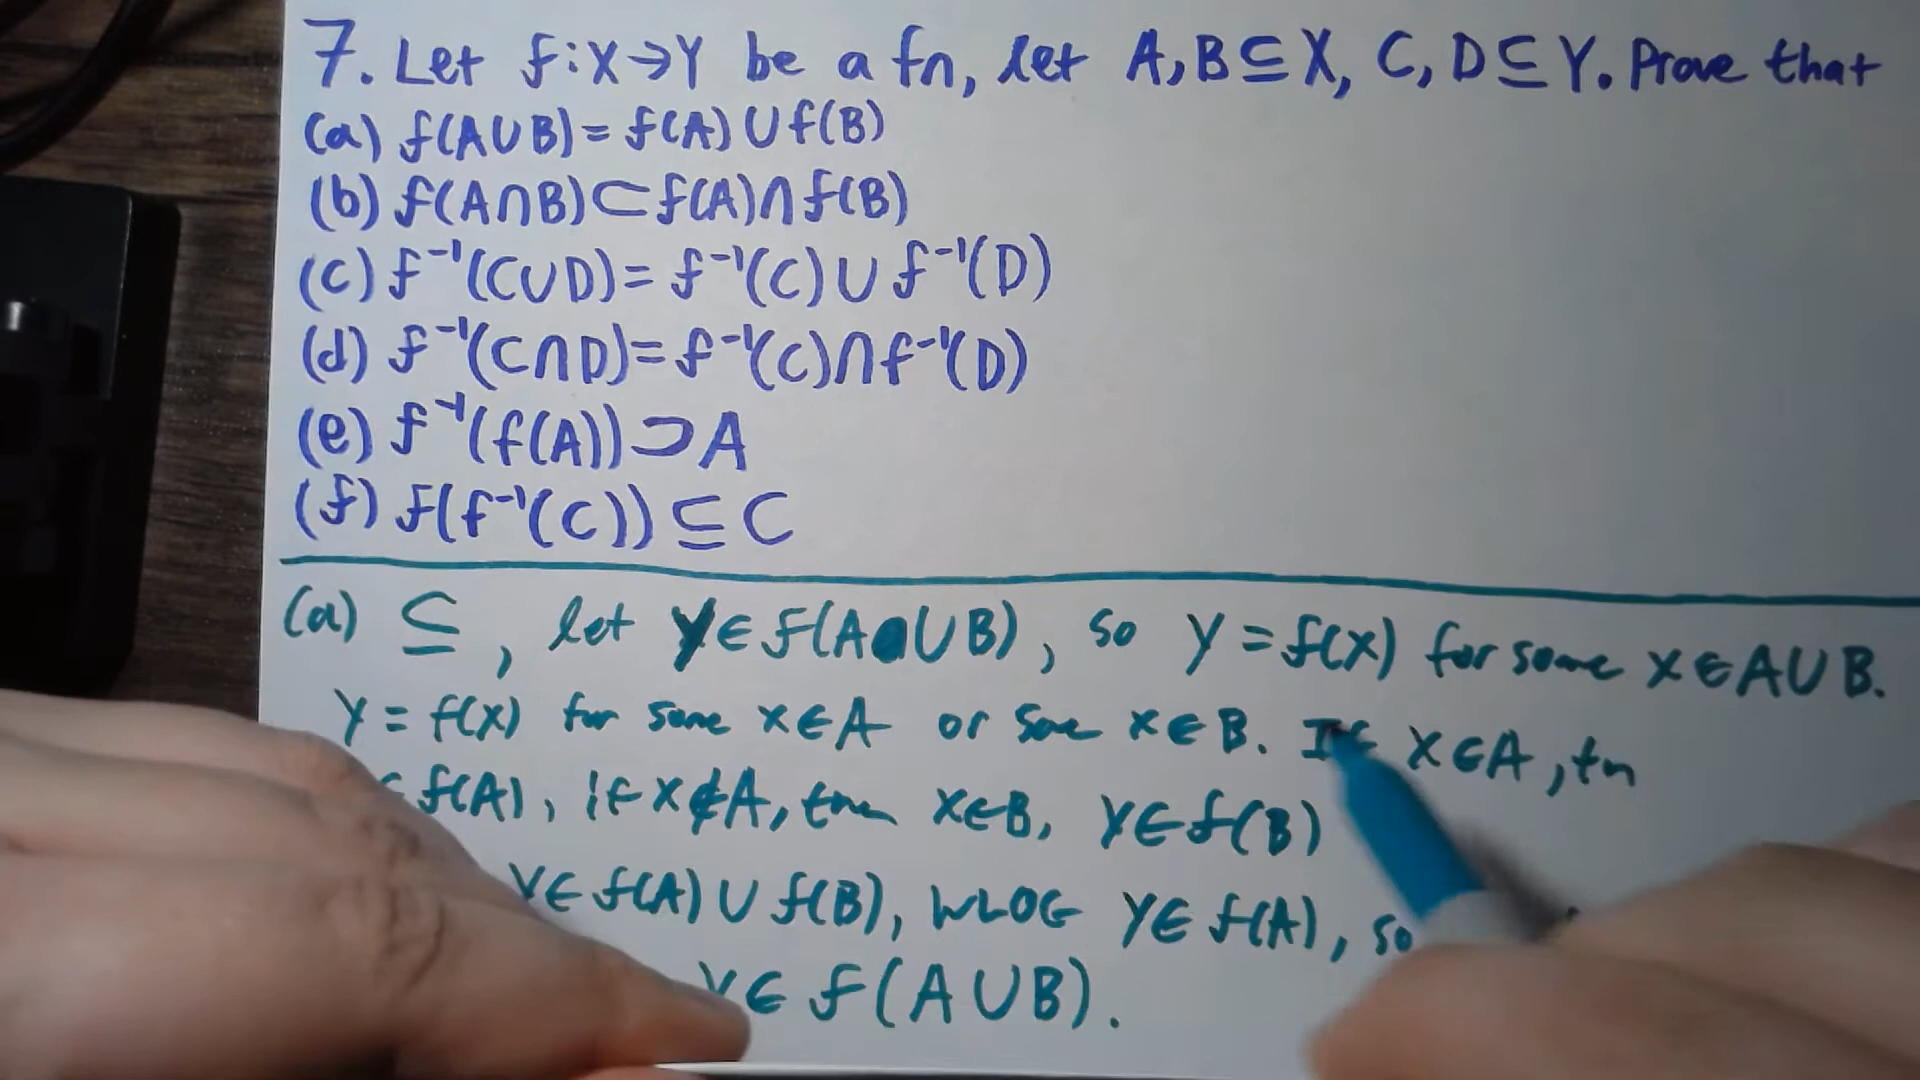 7. Let f:X→Y be a fn, let A,B⊆X, C,D⊆Y. Prove that
(a) f(A∪B)=f(A)∪f(B)
(b) f(A∩B)⊂f(A)∩f(B)
(c) f⁻¹(C∪D)=f⁻¹(C)∪f⁻¹(D)
(d) f⁻¹(C∩D)=f⁻¹(C)∩f⁻¹(D)
(e) f⁻¹(f(A))⊃A
(f) f(f⁻¹(C))⊆C
(a) ⊆, let y∈f(A∪B), so y=f(x) for some x∈A∪B.
y=f(x) for some x∈A or some x∈B. If x∈A, tn
f(A), if x∉A, then x∈B, y∈f(B)
y∈f(A)∪f(B), WLOG y∈f(A), so
y∈f(A∪B).